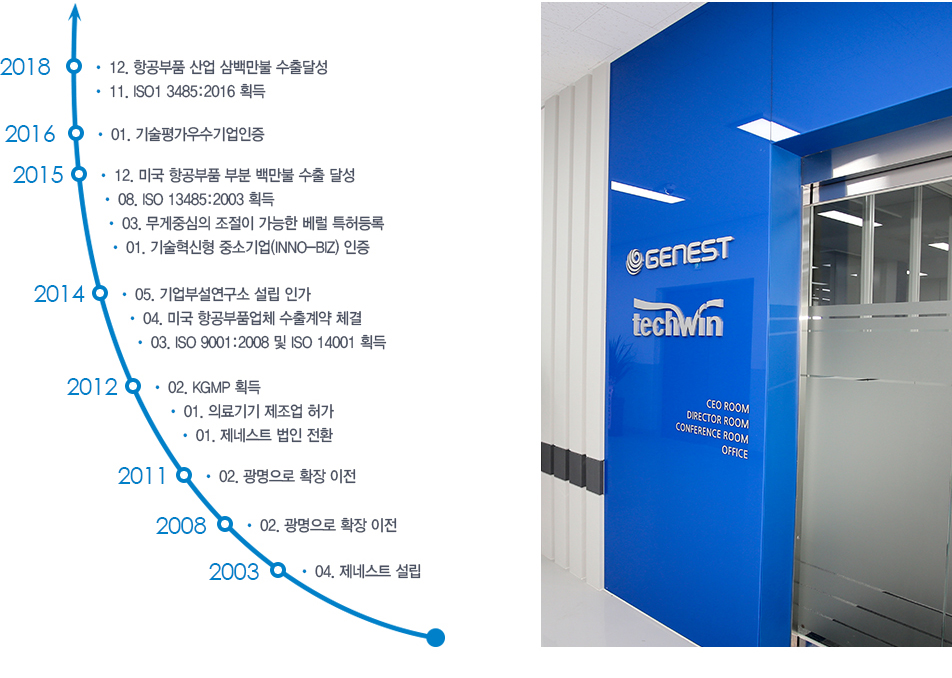 2018
12. 항공부품 산업 삼백만불 수출달성
11. ISO1 3485:2016 획득
2016
01. 기술평가우수기업인증
2015
12. 미국 항공부품 부분 백만불 수출 달성
08. ISO 13485:2003 획득
03. 무게중심의 조절이 가능한 베럴 특허등록
01. 기술혁신형 중소기업(INNO-BIZ) 인증
2014
05. 기업부설연구소 설립 인가
04. 미국 항공부품업체 수출계약 체결
03. ISO 9001:2008 및 ISO 14001 획득
2012
02. KGMP 획득
01. 의료기기 제조업 허가
01. 제네스트 법인 전환
2011
02. 광명으로 확장 이전
2008
02. 광명으로 확장 이전
2003
04. 제네스트 설립
GENEST
techwin
CEO ROOM
DIRECTOR ROOM
CONFERENCE ROOM
OFFICE